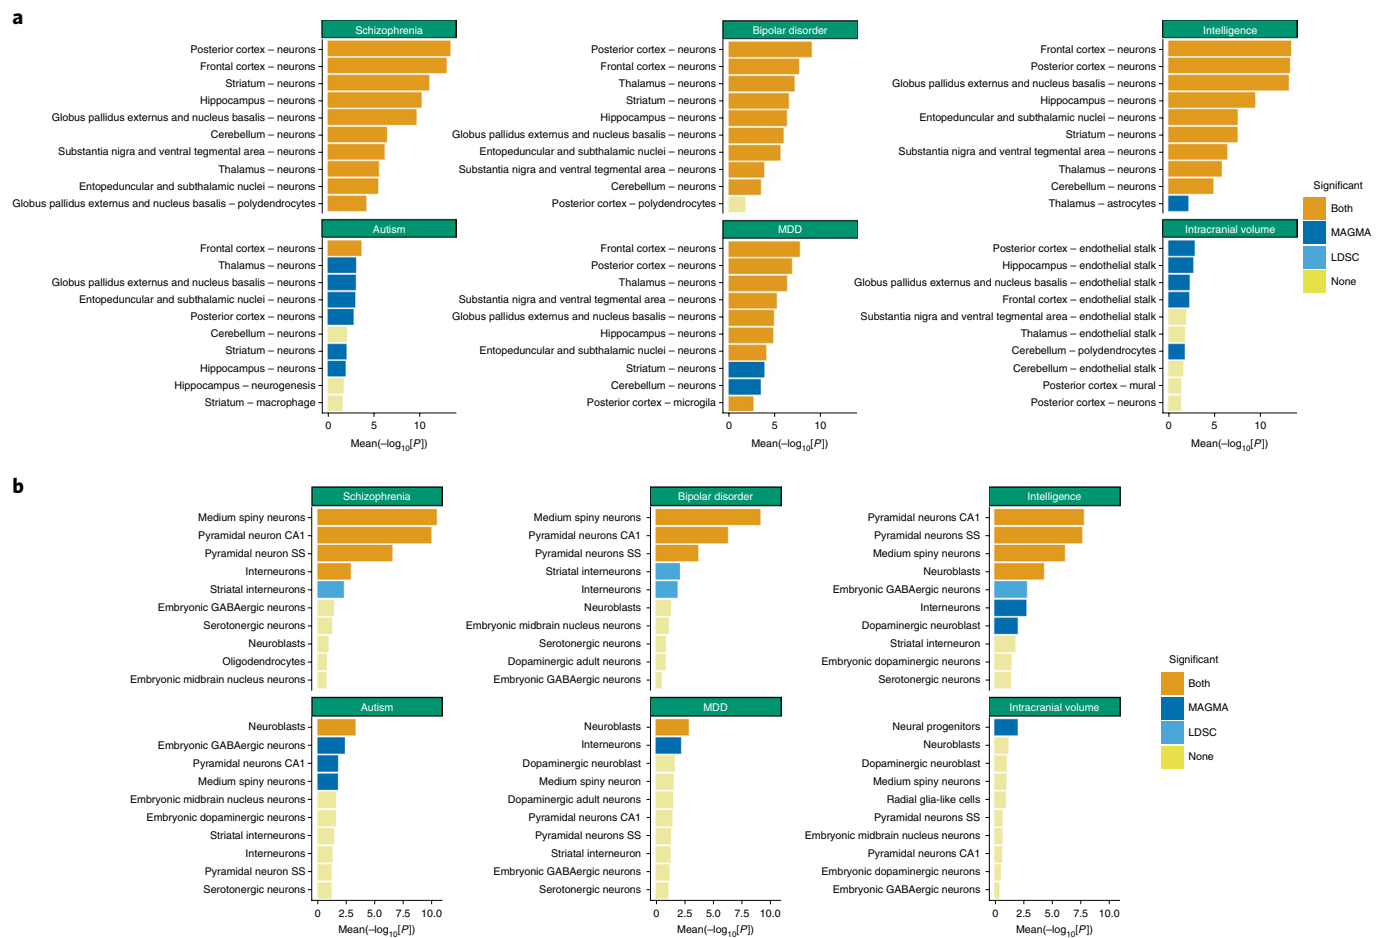 a
Schizophrenia
Posterior cortex – neurons
Frontal cortex – neurons
Striatum – neurons
Hippocampus – neurons
Globus pallidus externus and nucleus basalis – neurons
Cerebellum – neurons
Substantia nigra and ventral tegmental area – neurons
Thalamus – neurons
Entopeduncular and subthalamic nuclei – neurons
Globus pallidus externus and nucleus basalis – polydendrocytes
Bipolar disorder
Posterior cortex – neurons
Frontal cortex – neurons
Thalamus – neurons
Striatum – neurons
Hippocampus – neurons
Globus pallidus externus and nucleus basalis – neurons
Entopeduncular and subthalamic nuclei – neurons
Substantia nigra and ventral tegmental area – neurons
Cerebellum – neurons
Posterior cortex – polydendrocytes
Intelligence
Frontal cortex – neurons
Posterior cortex – neurons
Globus pallidus externus and nucleus basalis – neurons
Hippocampus – neurons
Entopeduncular and subthalamic nuclei – neurons
Striatum – neurons
Substantia nigra and ventral tegmental area – neurons
Thalamus – neurons
Cerebellum – neurons
Thalamus – astrocytes
Significant
Both
MAGMA
LDSC
None
Autism
Frontal cortex – neurons
Thalamus – neurons
Globus pallidus externus and nucleus basalis – neurons
Entopeduncular and subthalamic nuclei – neurons
Posterior cortex – neurons
Cerebellum – neurons
Striatum – neurons
Hippocampus – neurons
Hippocampus – neurogenesis
Striatum – macrophage
0 5 10
Mean(–log10[P])
MDD
Frontal cortex – neurons
Posterior cortex – neurons
Thalamus – neurons
Substantia nigra and ventral tegmental area – neurons
Globus pallidus externus and nucleus basalis – neurons
Hippocampus – neurons
Entopeduncular and subthalamic nuclei – neurons
Striatum – neurons
Cerebellum – neurons
Posterior cortex – microgila
0 5 10
Mean(–log10[P])
Intracranial volume
Posterior cortex – endothelial stalk
Hippocampus – endothelial stalk
Globus pallidus externus and nucleus basalis – endothelial stalk
Frontal cortex – endothelial stalk
Substantia nigra and ventral tegmental area – endothelial stalk
Thalamus – endothelial stalk
Cerebellum – polydendrocytes
Cerebellum – endothelial stalk
Posterior cortex – mural
Posterior cortex – neurons
0 5 10
Mean(–log10[P])
b
Schizophrenia
Medium spiny neurons
Pyramidal neuron CA1
Pyramidal neuron SS
Interneurons
Striatal interneurons
Embryonic GABAergic neurons
Serotonergic neurons
Neuroblasts
Oligodendrocytes
Embryonic midbrain nucleus neurons
Bipolar disorder
Medium spiny neurons
Pyramidal neurons CA1
Pyramidal neurons SS
Striatal interneurons
Interneurons
Neuroblasts
Embryonic midbrain nucleus neurons
Serotonergic neurons
Dopaminergic adult neurons
Embryonic GABAergic neurons
Intelligence
Pyramidal neurons CA1
Pyramidal neurons SS
Medium spiny neurons
Neuroblasts
Embryonic GABAergic neurons
Interneurons
Dopaminergic neuroblast
Striatal interneuron
Embryonic dopaminergic neurons
Serotonergic neurons
Significant
Both
MAGMA
LDSC
None
Autism
Neuroblasts
Embryonic GABAergic neurons
Pyramidal neurons CA1
Medium spiny neurons
Embryonic midbrain nucleus neurons
Embryonic dopaminergic neurons
Striatal interneurons
Interneurons
Pyramidal neuron SS
Serotonergic neurons
0 2.5 5.0 7.5 10.0
Mean(–log10[P])
MDD
Neuroblasts
Interneurons
Dopaminergic neuroblast
Medium spiny neuron
Dopaminergic adult neurons
Pyramidal neurons CA1
Pyramidal neurons SS
Striatal interneuron
Embryonic GABAergic neurons
Serotonergic neurons
0 2.5 5.0 7.5 10.0
Mean(–log10[P])
Intracranial volume
Neural progenitors
Neuroblasts
Dopaminergic neuroblast
Medium spiny neurons
Radial glia-like cells
Pyramidal neurons SS
Embryonic midbrain nucleus neurons
Pyramidal neurons CA1
Embryonic dopaminergic neurons
Embryonic GABAergic neurons
0 2.5 5.0 7.5 10.0
Mean(–log10[P])